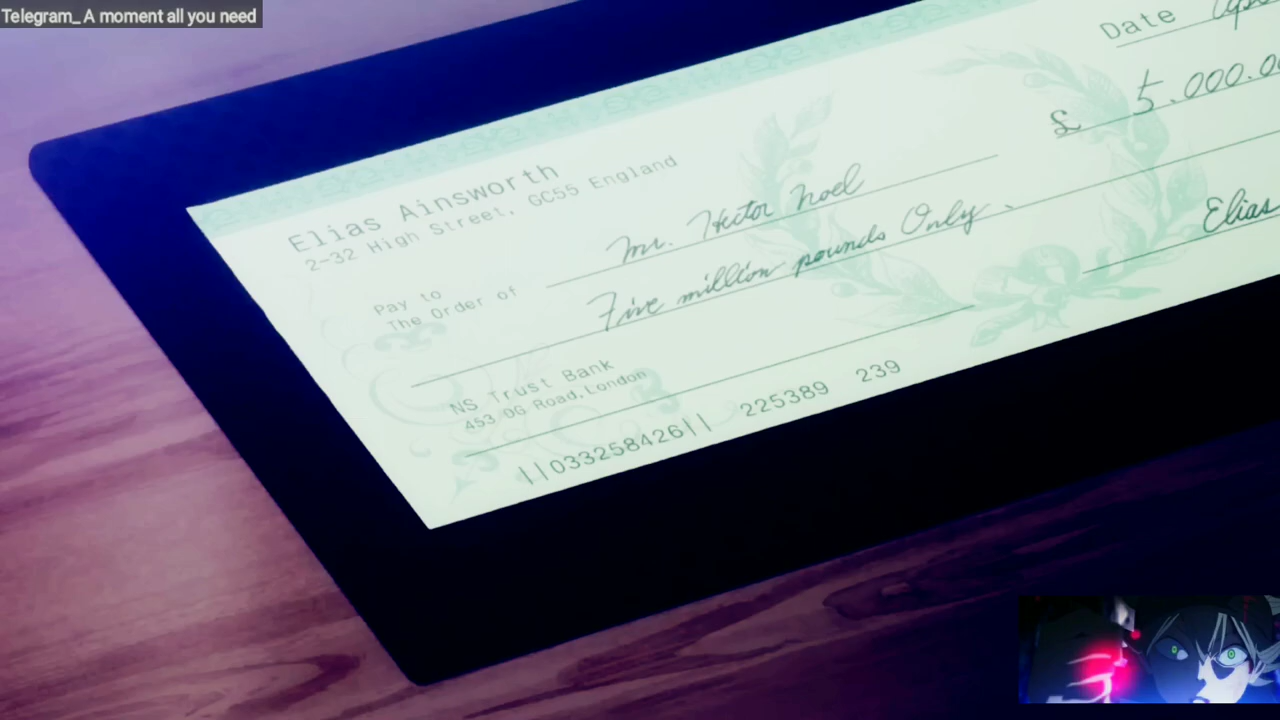 Telegram_ A moment all you need
Date
£ 5.000.0
Elias Ainsworth
2-32 High Street, GC55 England
Pay to
The Order of
Mr. Hector Noel
Five million pounds Only.
Elias
NS Trust Bank
453 OG Road,London
||033258426|| 225389 239